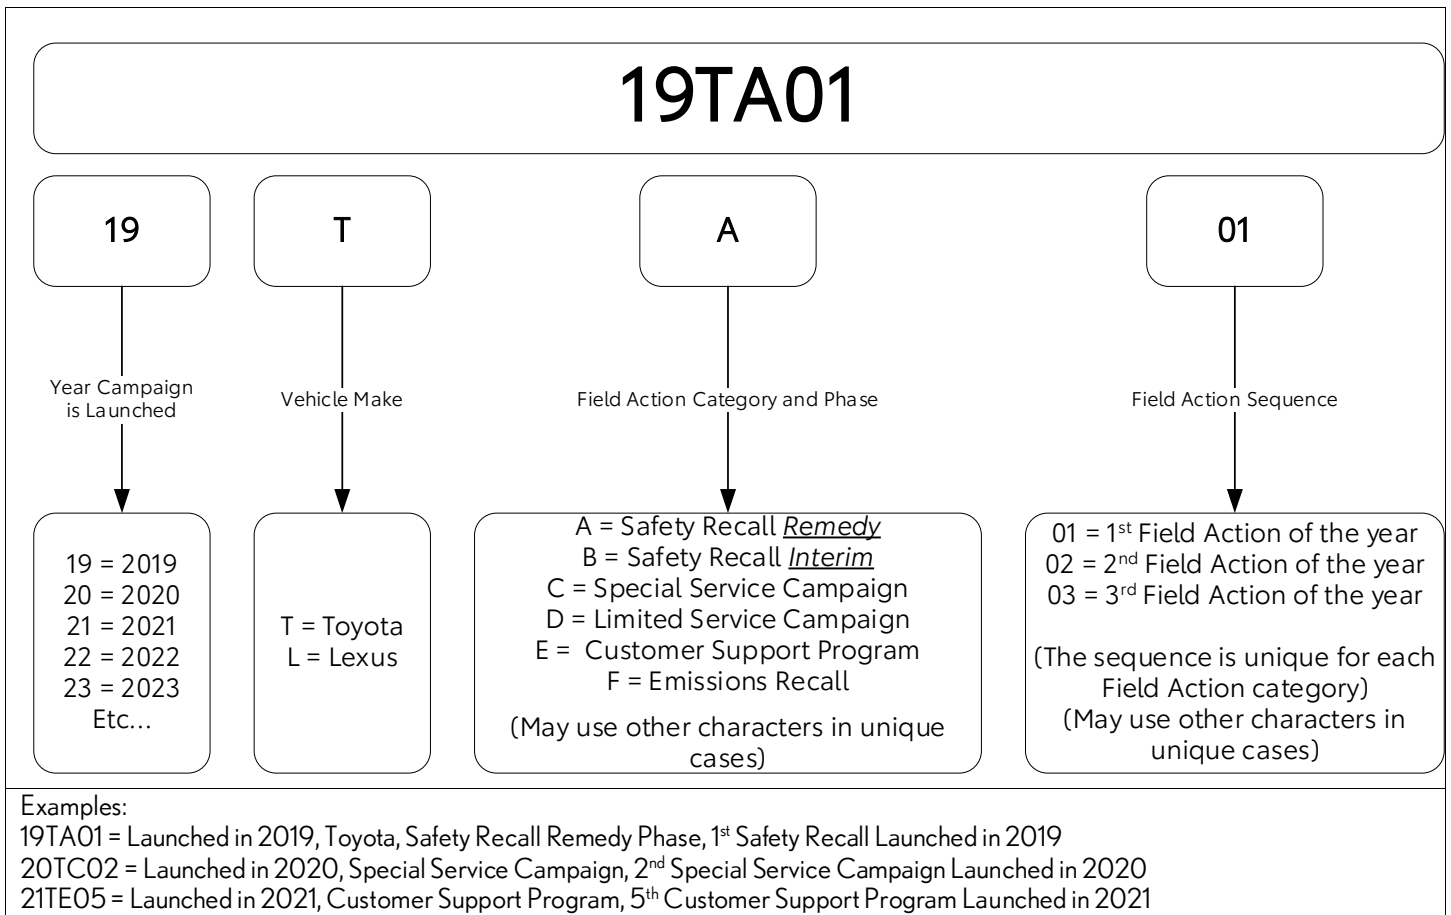 19TA01
19
T
A
01
Year Campaign
is Launched
Vehicle Make
Field Action Category and Phase
Field Action Sequence
19 = 2019
20 = 2020
21 = 2021
22 = 2022
23 = 2023
Etc...
T = Toyota
L = Lexus
A = Safety Recall Remedy
B = Safety Recall Interim
C = Special Service Campaign
D = Limited Service Campaign
E =  Customer Support Program
F = Emissions Recall
(May use other characters in unique
cases)
01 = 1st Field Action of the year
02 = 2nd Field Action of the year
03 = 3rd Field Action of the year
(The sequence is unique for each
Field Action category)
(May use other characters in
unique cases)
Examples:
19TA01 = Launched in 2019, Toyota, Safety Recall Remedy Phase, 1st Safety Recall Launched in 2019
20TC02 = Launched in 2020, Special Service Campaign, 2nd Special Service Campaign Launched in 2020
21TE05 = Launched in 2021, Customer Support Program, 5th Customer Support Program Launched in 2021